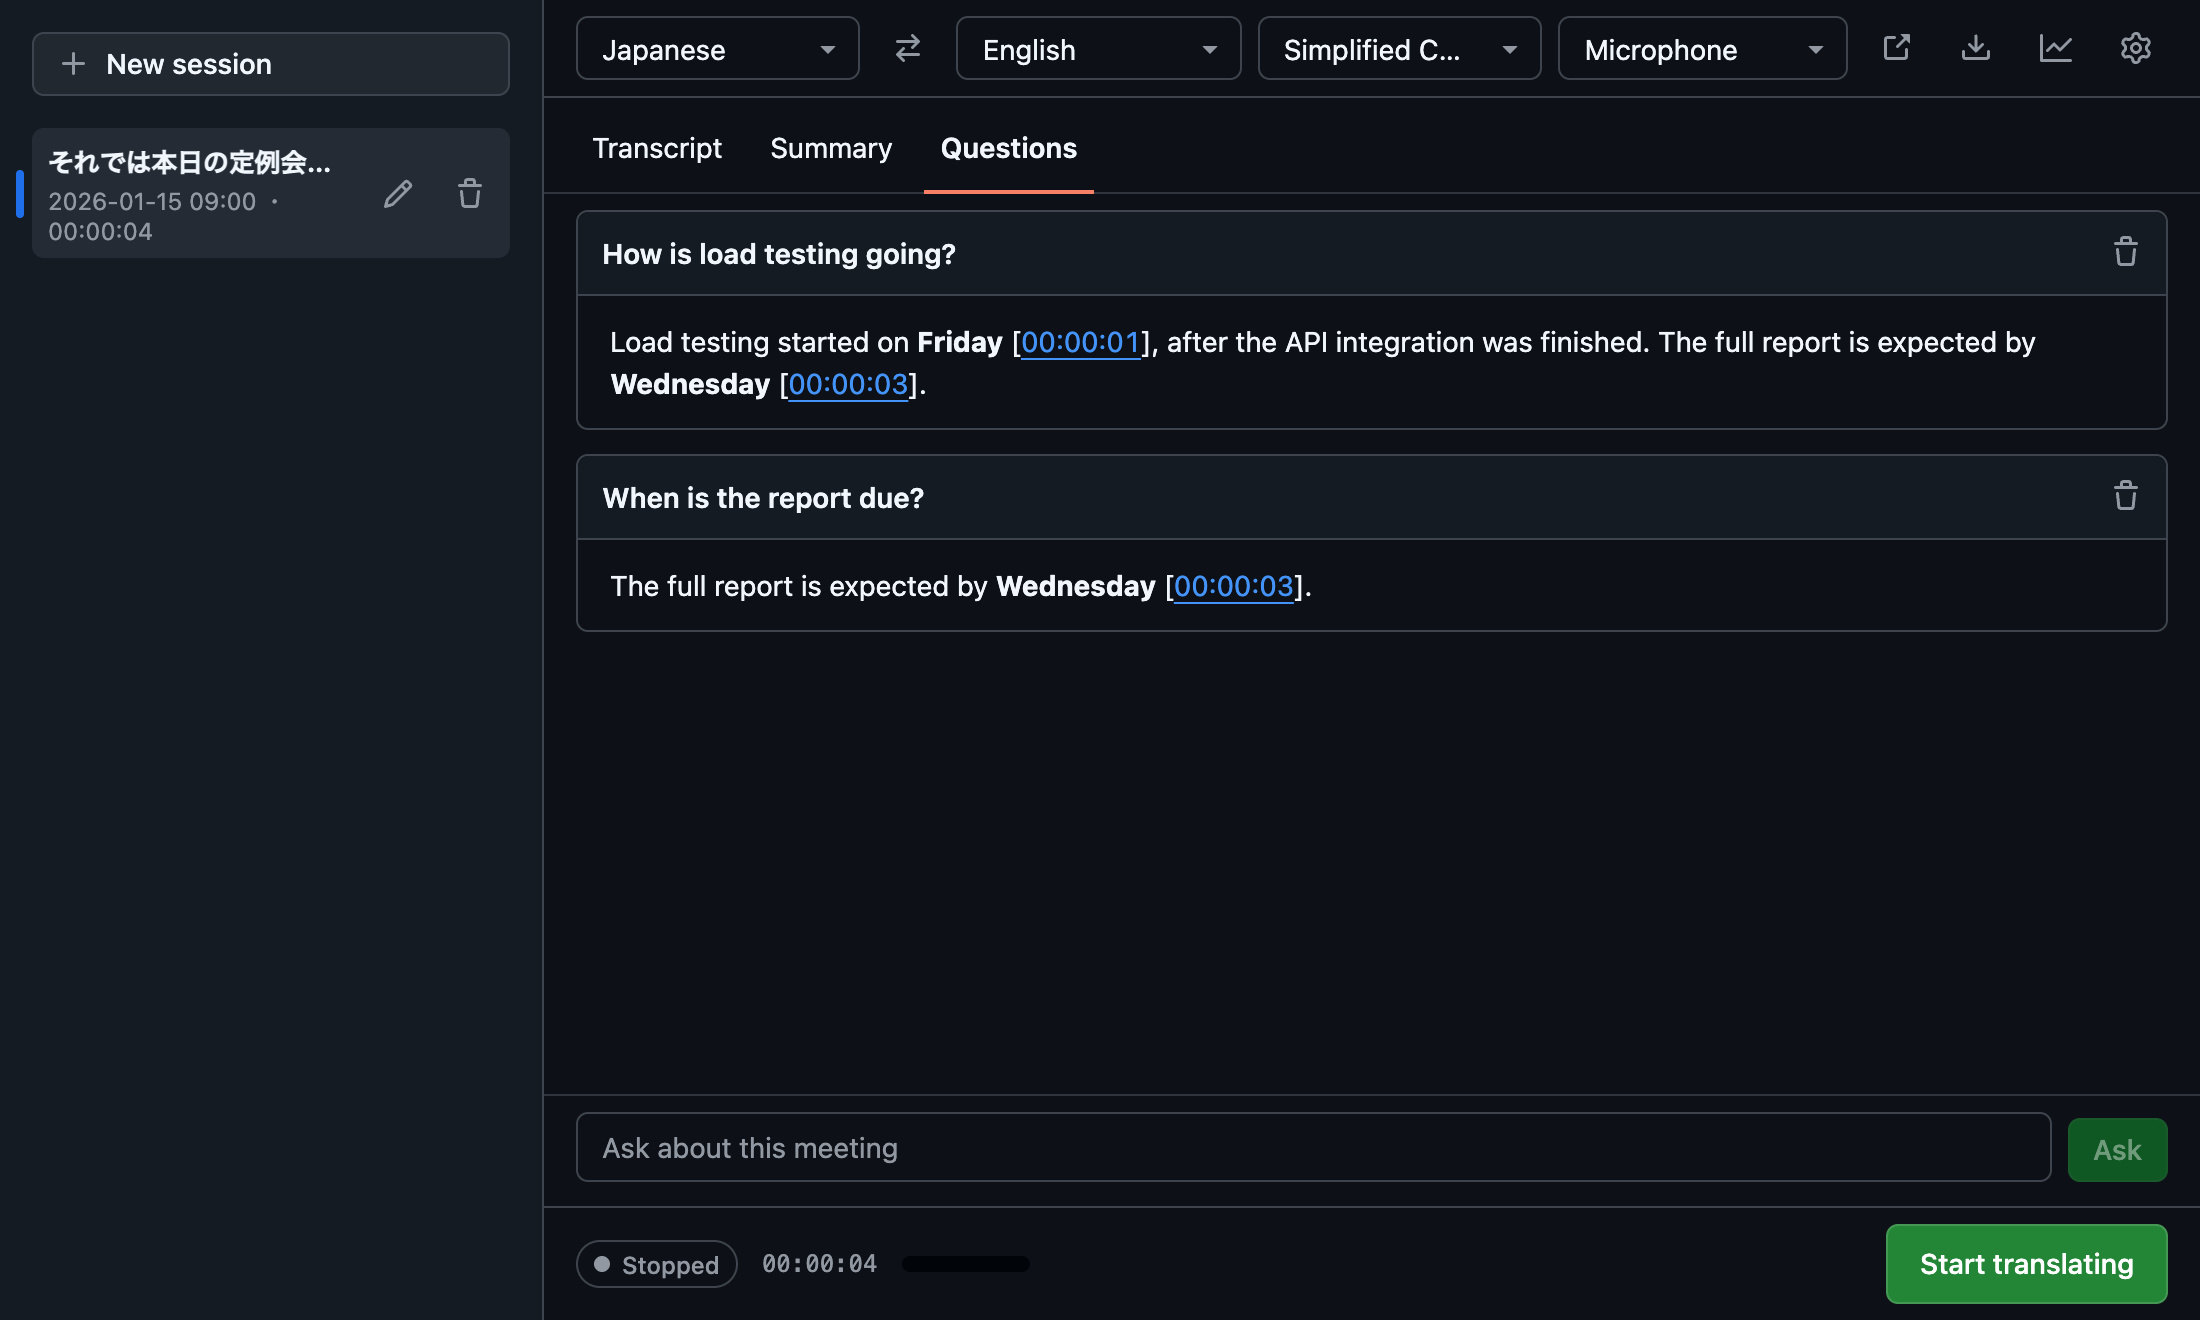 New session
それでは本日の定例会...
2026-01-15 09:00 ·
00:00:04
Japanese
English
Simplified C...
Microphone
Transcript
Summary
Questions
How is load testing going?
Load testing started on Friday [00:00:01], after the API integration was finished. The full report is expected by
Wednesday [00:00:03].
When is the report due?
The full report is expected by Wednesday [00:00:03].
Ask about this meeting
Ask
Stopped
00:00:04
Start translating